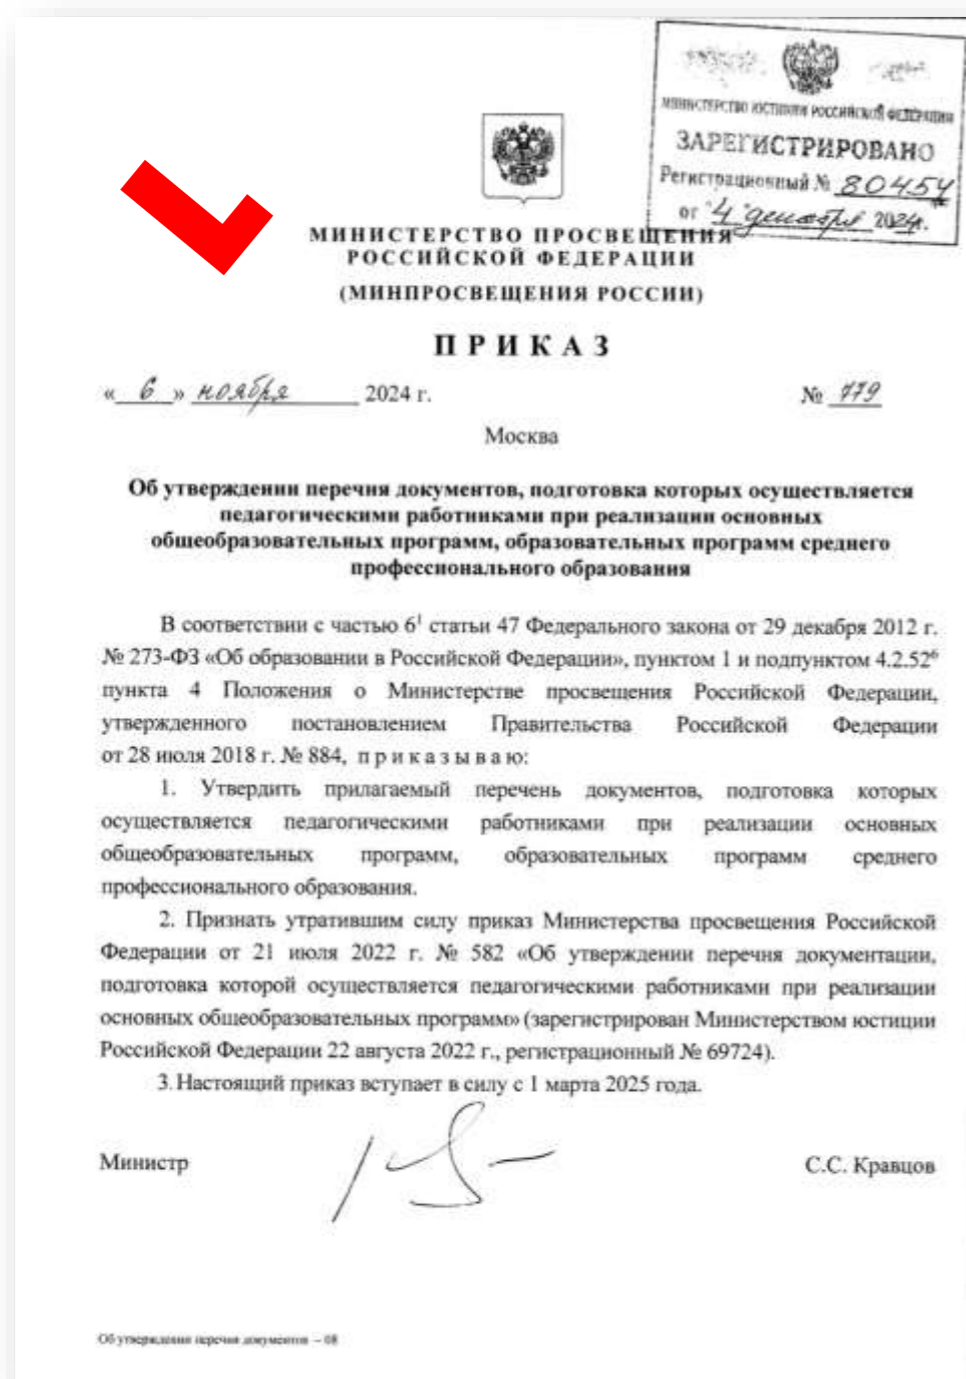 МИНИСТЕРСТВО ЮСТИЦИИ РОССИЙСКОЙ ФЕДЕРАЦИИ
ЗАРЕГИСТРИРОВАНО
Регистрационный № 80454
от "4" декабря 2024г.
МИНИСТЕРСТВО ПРОСВЕЩЕНИЯ
РОССИЙСКОЙ ФЕДЕРАЦИИ
(МИНПРОСВЕЩЕНИЯ РОССИИ)
ПРИКАЗ
« 6 » ноября 2024 г.
№ 779
Москва
Об утверждении перечня документов, подготовка которых осуществляется
педагогическими работниками при реализации основных
общеобразовательных программ, образовательных программ среднего
профессионального образования
В соответствии с частью 6¹ статьи 47 Федерального закона от 29 декабря 2012 г.
№ 273-ФЗ «Об образовании в Российской Федерации», пунктом 1 и подпунктом 4.2.52⁶
пункта 4 Положения о Министерстве просвещения Российской Федерации,
утвержденного постановлением Правительства Российской Федерации
от 28 июля 2018 г. № 884, п р и к а з ы в а ю:
1. Утвердить прилагаемый перечень документов, подготовка которых
осуществляется педагогическими работниками при реализации основных
общеобразовательных программ, образовательных программ среднего
профессионального образования.
2. Признать утратившим силу приказ Министерства просвещения Российской
Федерации от 21 июля 2022 г. № 582 «Об утверждении перечня документации,
подготовка которой осуществляется педагогическими работниками при реализации
основных общеобразовательных программ» (зарегистрирован Министерством юстиции
Российской Федерации 22 августа 2022 г., регистрационный № 69724).
3. Настоящий приказ вступает в силу с 1 марта 2025 года.
Министр
С.С. Кравцов
Об утверждении перечня документов – 08